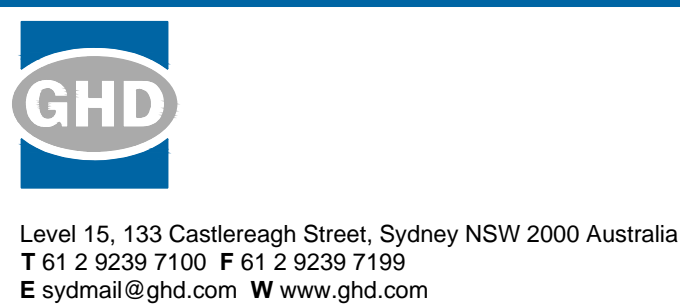 GHD
Level 15, 133 Castlereagh Street, Sydney NSW 2000 Australia
T 61 2 9239 7100 F 61 2 9239 7199
E sydmail@ghd.com W www.ghd.com